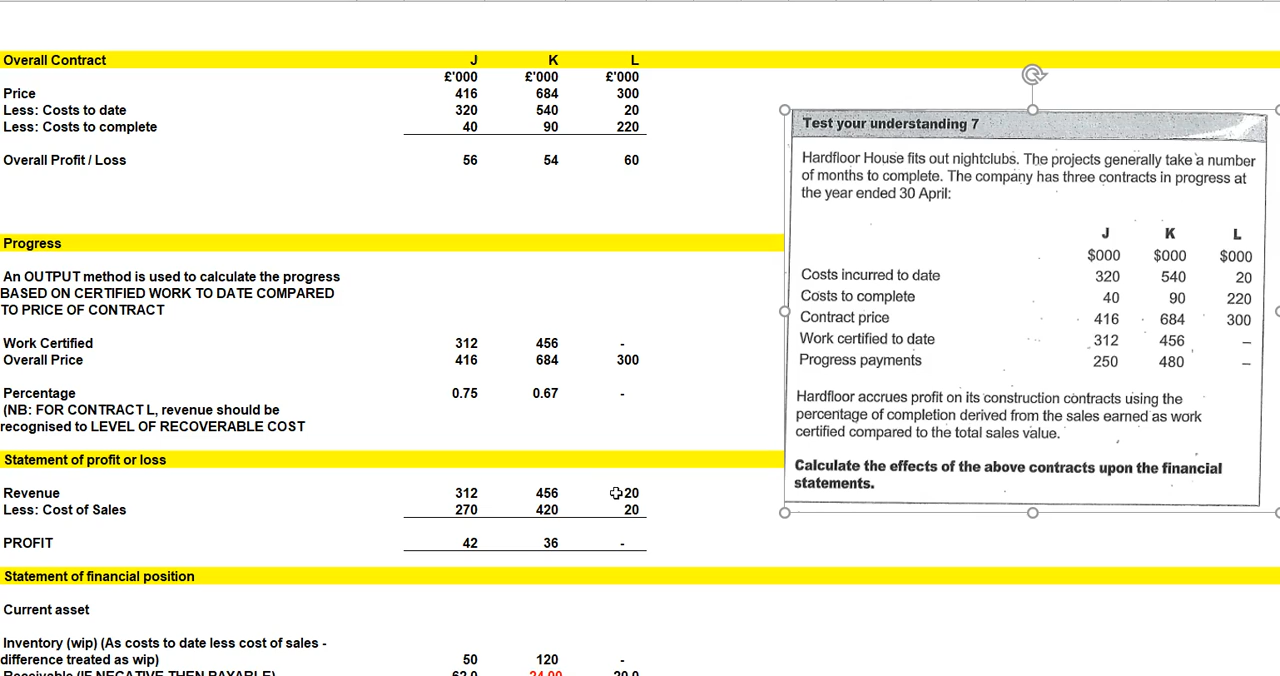 Overall Contract J K L
£'000 £'000 £'000
Price 416 684 300
Less: Costs to date 320 540 20
Less: Costs to complete 40 90 220
Overall Profit / Loss 56 54 60
Progress
An OUTPUT method is used to calculate the progress
BASED ON CERTIFIED WORK TO DATE COMPARED
TO PRICE OF CONTRACT
Work Certified 312 456 -
Overall Price 416 684 300
Percentage 0.75 0.67 -
(NB: FOR CONTRACT L, revenue should be
recognised to LEVEL OF RECOVERABLE COST
Statement of profit or loss
Revenue 312 456 20
Less: Cost of Sales 270 420 20
PROFIT 42 36 -
Statement of financial position
Current asset
Inventory (wip) (As costs to date less cost of sales -
difference treated as wip) 50 120 -
Receivable (IF NEGATIVE THEN PAYABLE) 62.0 24.00 20.0
Test your understanding 7
Hardfloor House fits out nightclubs. The projects generally take a number
of months to complete. The company has three contracts in progress at
the year ended 30 April:
J K L
$000 $000 $000
Costs incurred to date 320 540 20
Costs to complete 40 90 220
Contract price 416 684 300
Work certified to date 312 456 –
Progress payments 250 480 –
Hardfloor accrues profit on its construction contracts using the
percentage of completion derived from the sales earned as work
certified compared to the total sales value.
Calculate the effects of the above contracts upon the financial
statements.